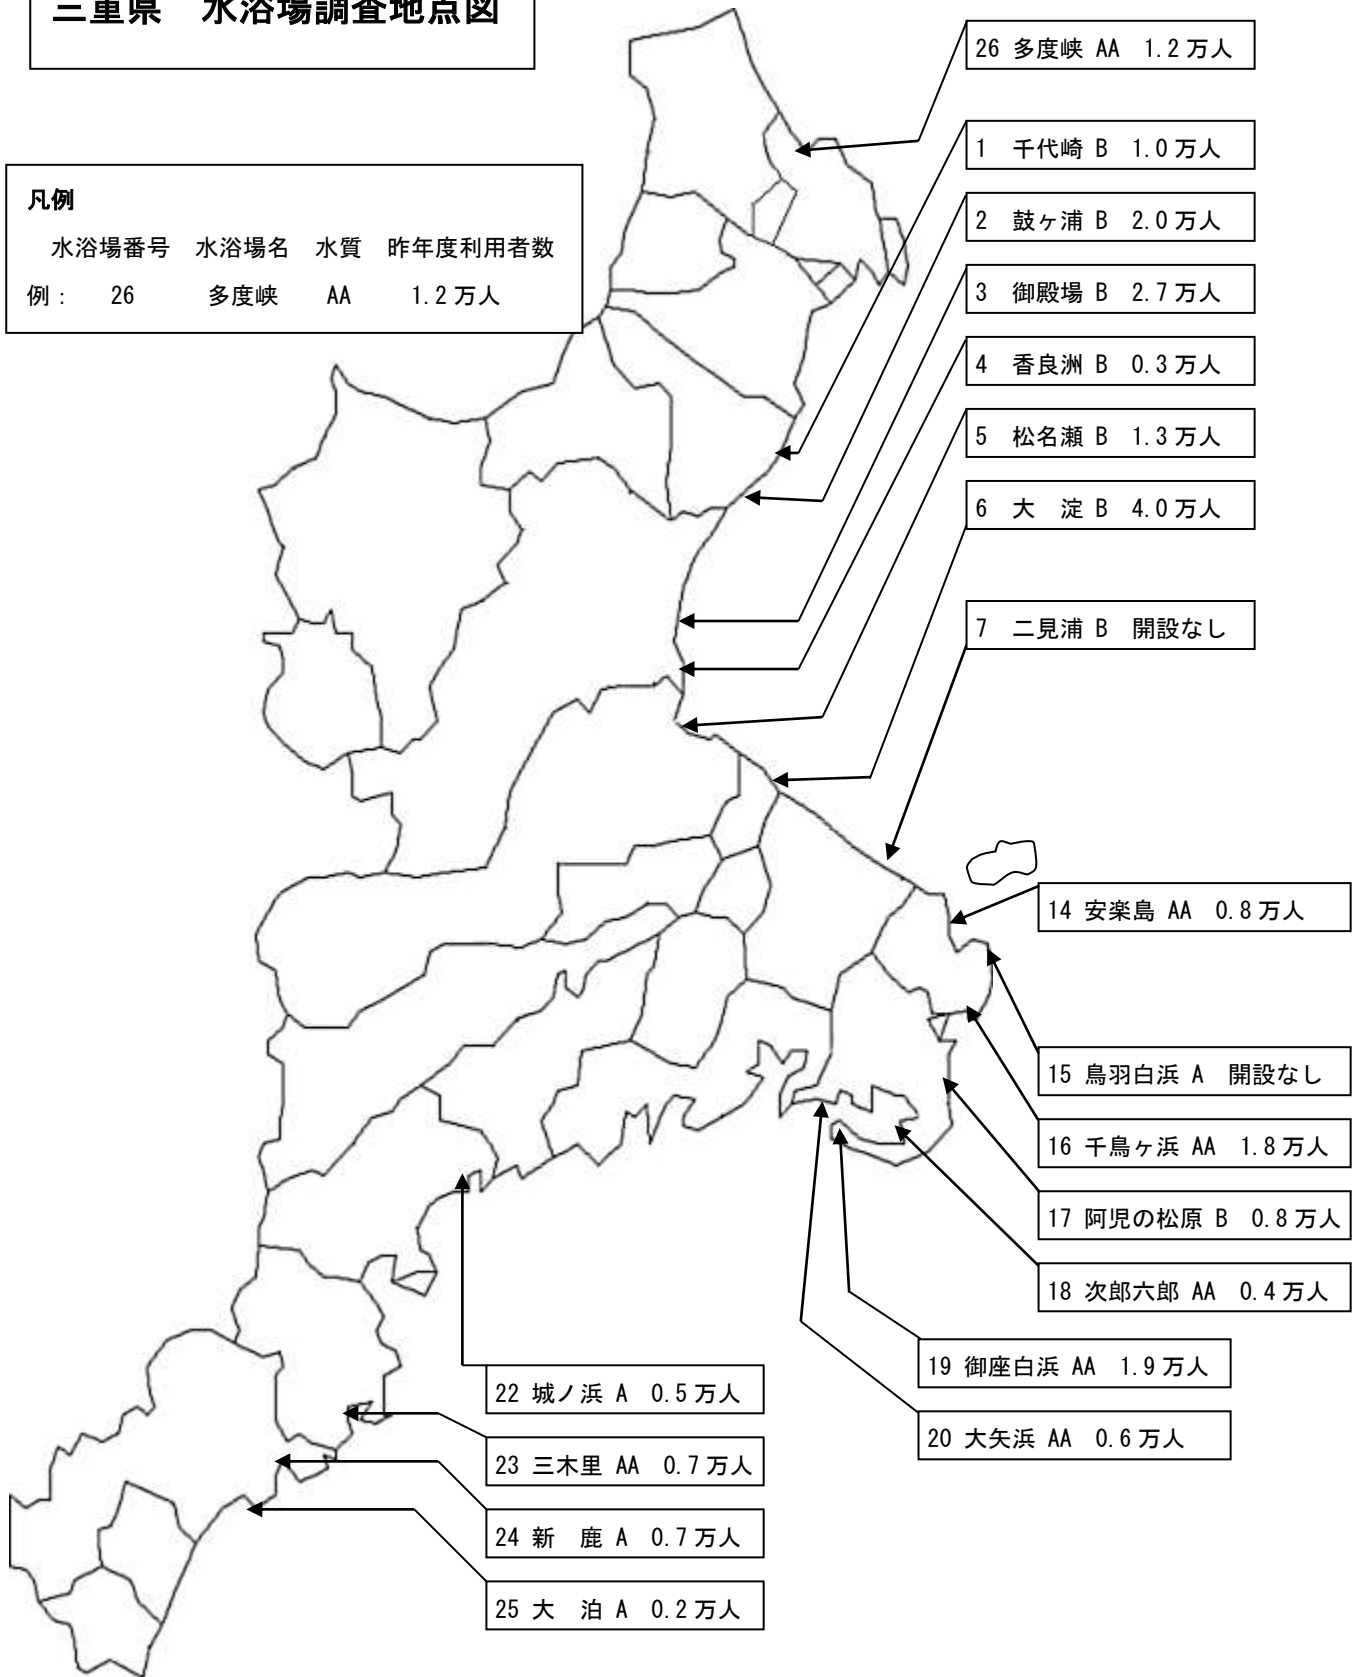 三重県　水浴場調査地点図
凡例
水浴場番号　水浴場名　水質　昨年度利用者数
例：　26　多度峡　AA　1.2万人
26 多度峡 AA　1.2万人
1　千代崎 B　1.0万人
2　鼓ヶ浦 B　2.0万人
3　御殿場 B　2.7万人
4　香良洲 B　0.3万人
5　松名瀬 B　1.3万人
6　大　淀 B　4.0万人
7　二見浦 B　開設なし
14 安楽島 AA　0.8万人
15 鳥羽白浜 A　開設なし
16 千鳥ヶ浜 AA　1.8万人
17 阿児の松原 B　0.8万人
18 次郎六郎 AA　0.4万人
19 御座白浜 AA　1.9万人
20 大矢浜 AA　0.6万人
22 城ノ浜 A　0.5万人
23 三木里 AA　0.7万人
24 新　鹿 A　0.7万人
25 大　泊 A　0.2万人